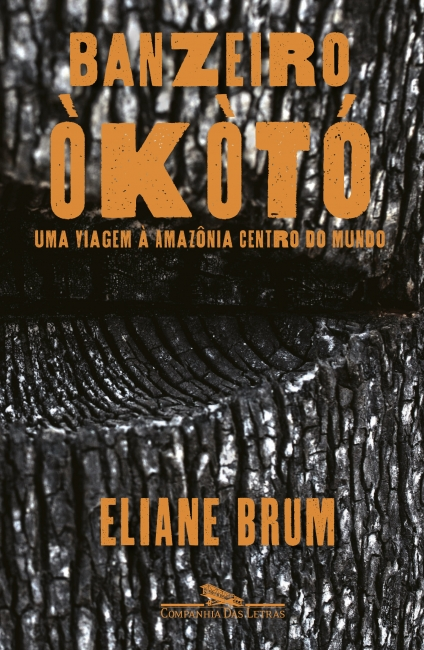 BANZEIRO
ÒKÒTÓ
UMA VIAGEM À AMAZÔNIA CENTRO DO MUNDO
ELIANE BRUM
COMPANHIA DAS LETRAS